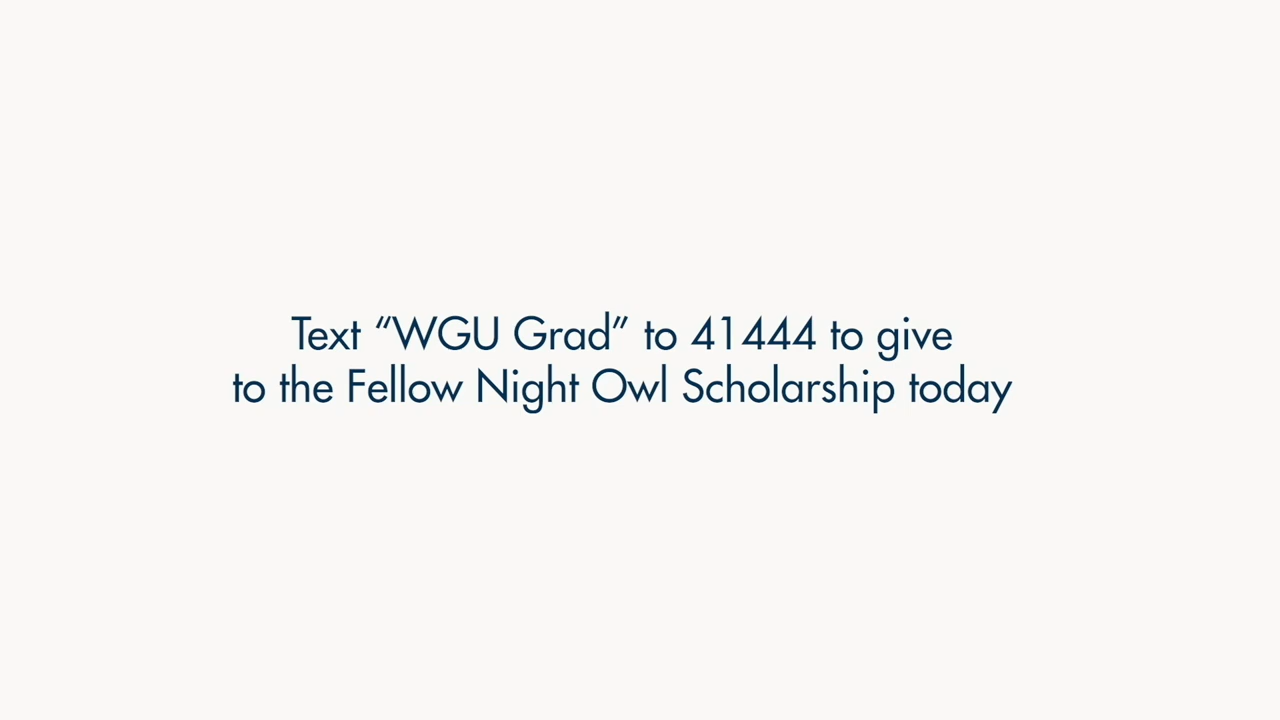 Text “WGU Grad” to 41444 to give
to the Fellow Night Owl Scholarship today